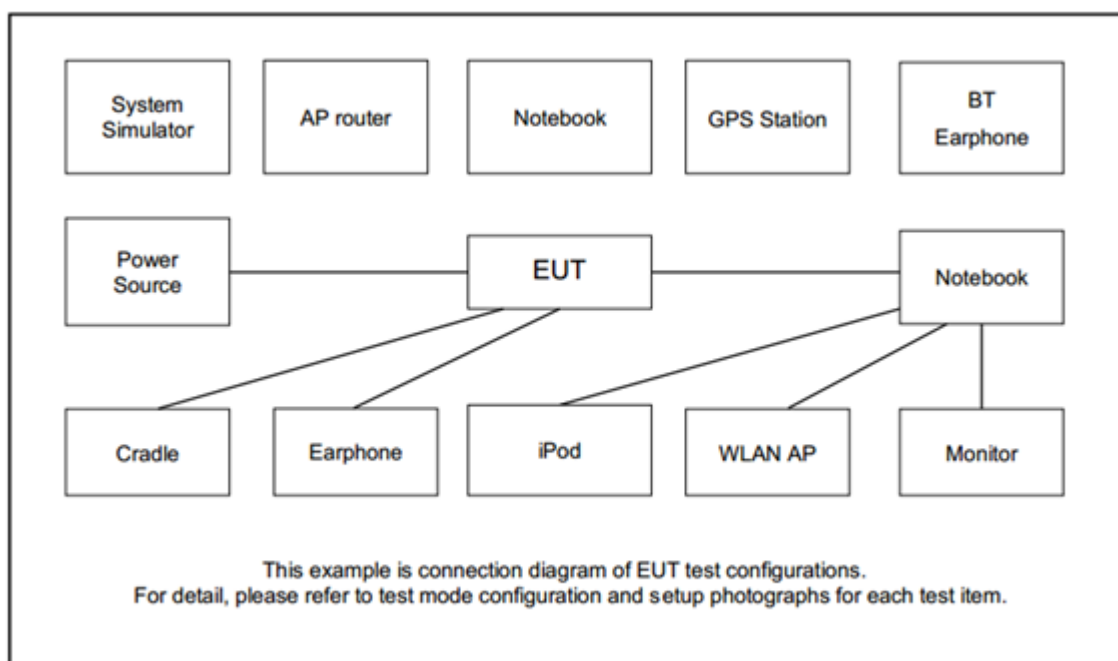 System
Simulator
AP router
Notebook
GPS Station
BT
Earphone
Power
Source
EUT
Notebook
Cradle
Earphone
iPod
WLAN AP
Monitor
This example is connection diagram of EUT test configurations.
For detail, please refer to test mode configuration and setup photographs for each test item.